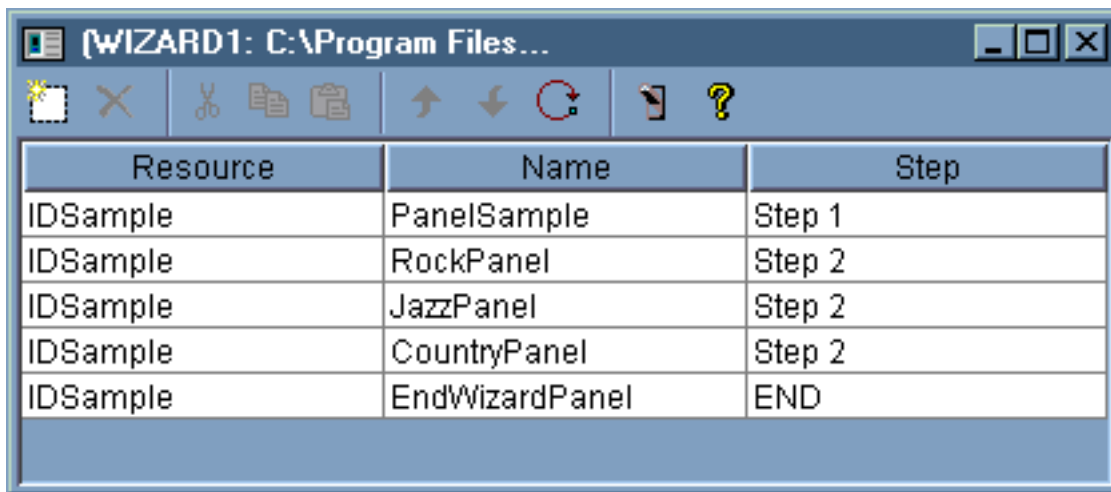 (WIZARD1: C:\Program Files...
Resource Name Step
IDSample PanelSample Step 1
IDSample RockPanel Step 2
IDSample JazzPanel Step 2
IDSample CountryPanel Step 2
IDSample EndWizardPanel END